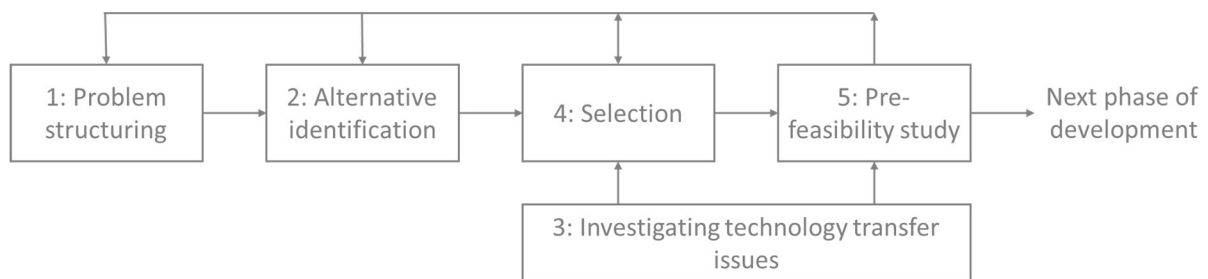 1: Problem
structuring
2: Alternative
identification
4: Selection
5: Pre-
feasibility study
Next phase of
development
3: Investigating technology transfer
issues